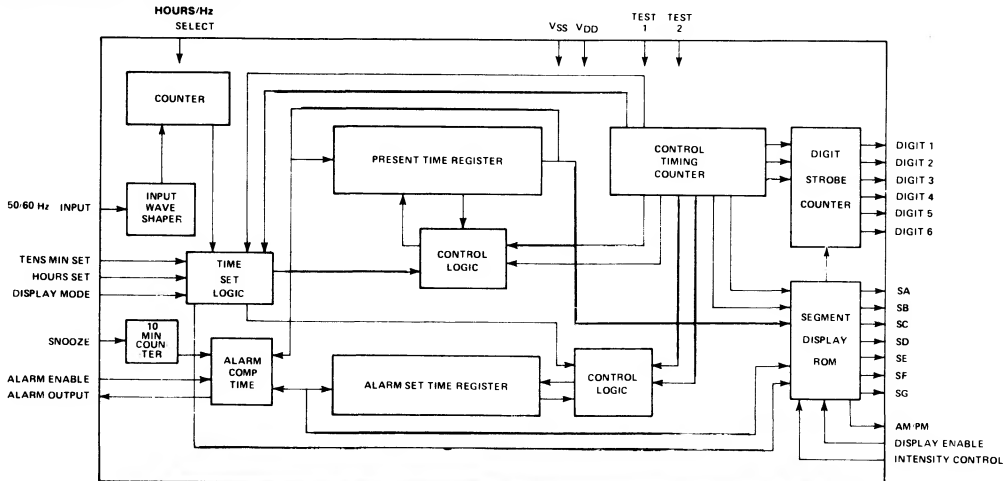 HOURS/Hz
SELECT
VSS
VDD
TEST
1
TEST
2
COUNTER
PRESENT TIME REGISTER
CONTROL
TIMING
COUNTER
DIGIT
STROBE
COUNTER
DIGIT 1
DIGIT 2
DIGIT 3
DIGIT 4
DIGIT 5
DIGIT 6
50/60 Hz INPUT
INPUT
WAVE
SHAPER
TENS MIN SET
HOURS SET
DISPLAY MODE
TIME
SET
LOGIC
CONTROL
LOGIC
SNOOZE
10
MIN
COUN
TER
ALARM ENABLE
ALARM OUTPUT
ALARM
COMP
TIME
ALARM SET TIME REGISTER
CONTROL
LOGIC
SEGMENT
DISPLAY
ROM
SA
SB
SC
SD
SE
SF
SG
AM/PM
DISPLAY ENABLE
INTENSITY CONTROL